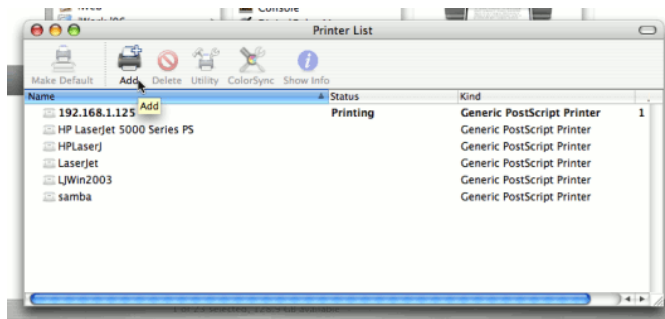 Console
Printer List
Make Default Add Delete Utility ColorSync Show Info
Name Status Kind
192.168.1.125 Printing Generic PostScript Printer 1
Add
HP LaserJet 5000 Series PS Generic PostScript Printer
HPLaserJ Generic PostScript Printer
LaserJet Generic PostScript Printer
LJWin2003 Generic PostScript Printer
samba Generic PostScript Printer